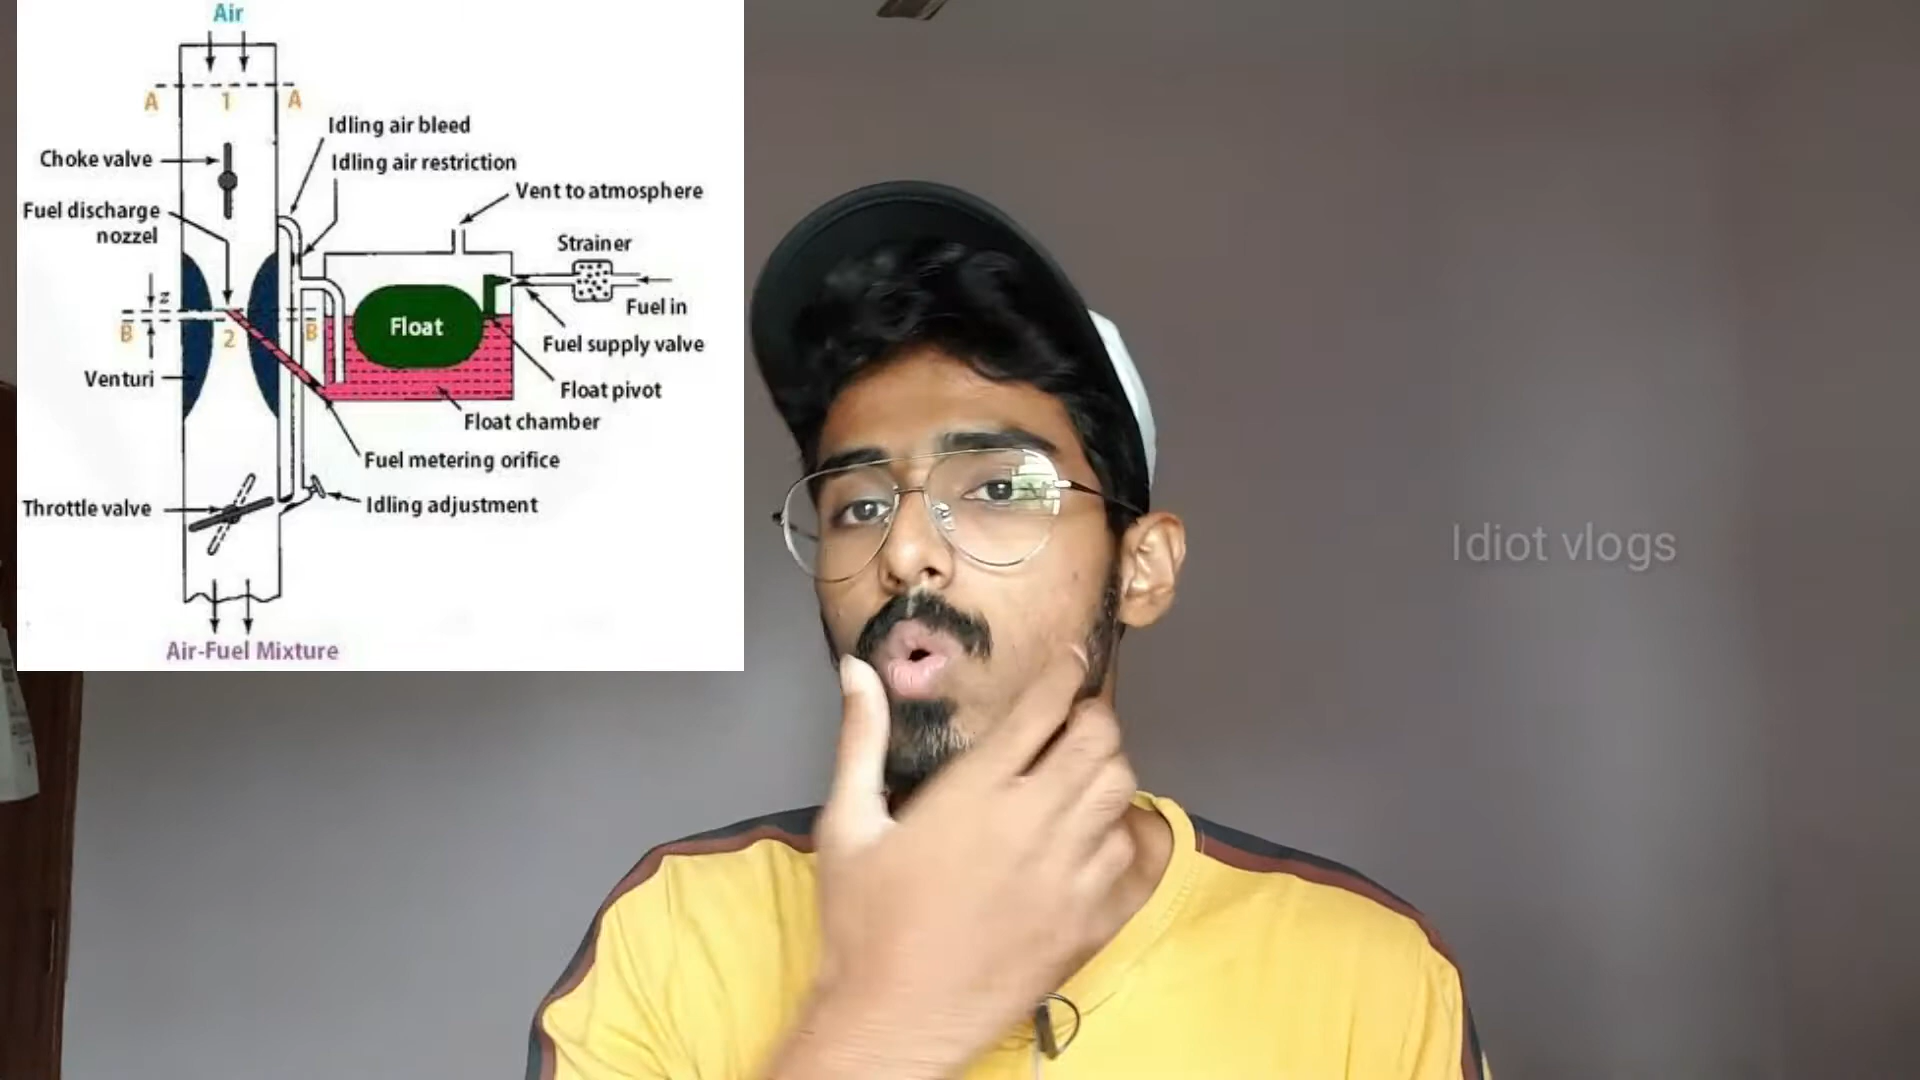 Air
A 1 A
Idling air bleed
Choke valve
Idling air restriction
Vent to atmosphere
Fuel discharge
nozzel
Strainer
z
Fuel in
Float
B 2 B
Fuel supply valve
Venturi
Float pivot
Float chamber
Fuel metering orifice
Throttle valve
Idling adjustment
Air-Fuel Mixture
Idiot vlogs